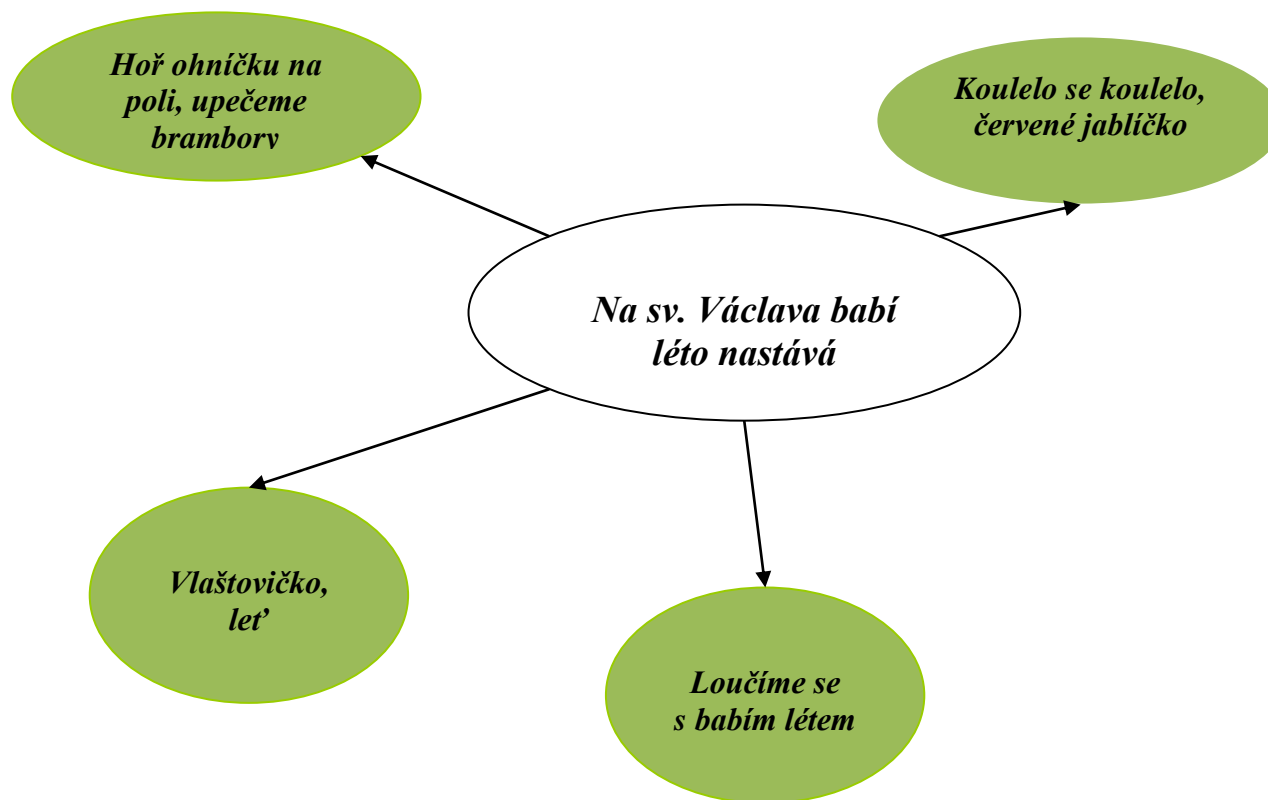 Hoř ohníčku na
poli, upečeme
brambory
Koulelo se koulelo,
červené jablíčko
Na sv. Václava babí
léto nastává
Vlaštovičko,
leť
Loučíme se
s babím létem